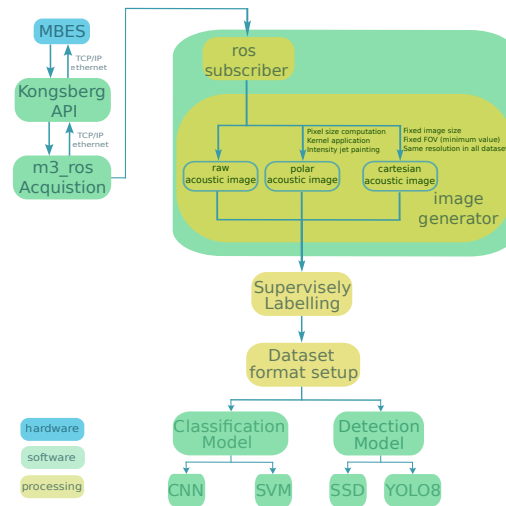 MBES
TCP/IP
ethernet
Kongsberg
API
TCP/IP
ethernet
m3_ros
Acquistion
ros
subscriber
Pixel size computation
Kernel application
Intensity jet painting
Fixed image size
Fixed FOV (minimum value)
Same resolution in all dataset
raw
acoustic image
polar
acoustic image
cartesian
acoustic image
image
generator
Supervisely
Labelling
Dataset
format setup
Classification
Model
Detection
Model
CNN
SVM
SSD
YOLO8
hardware
software
processing